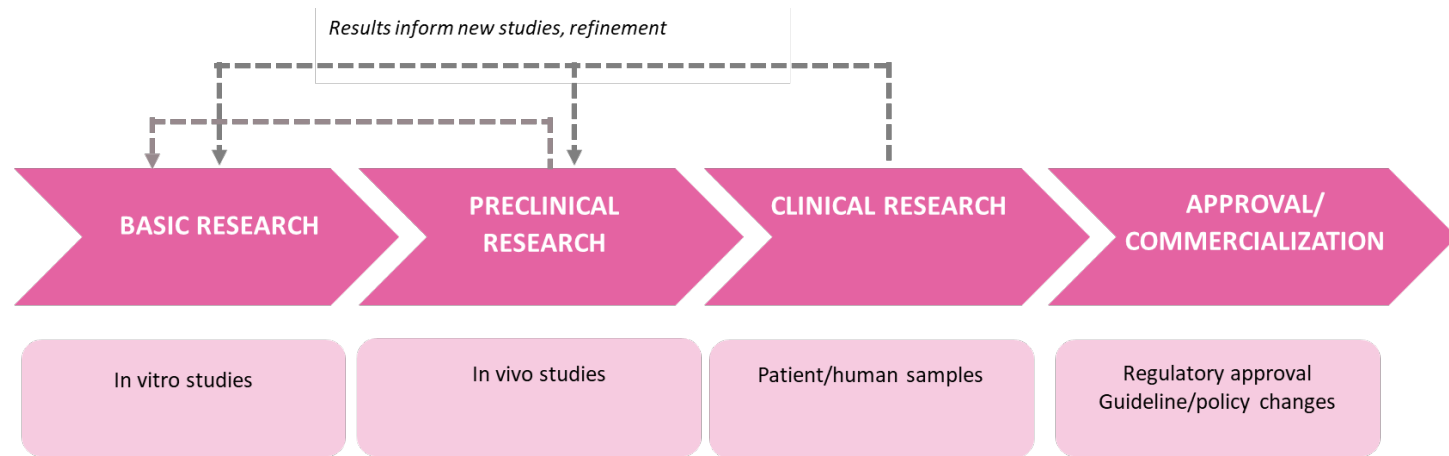 Results inform new studies, refinement
BASIC RESEARCH
PRECLINICAL
RESEARCH
CLINICAL RESEARCH
APPROVAL/
COMMERCIALIZATION
In vitro studies
In vivo studies
Patient/human samples
Regulatory approval
Guideline/policy changes